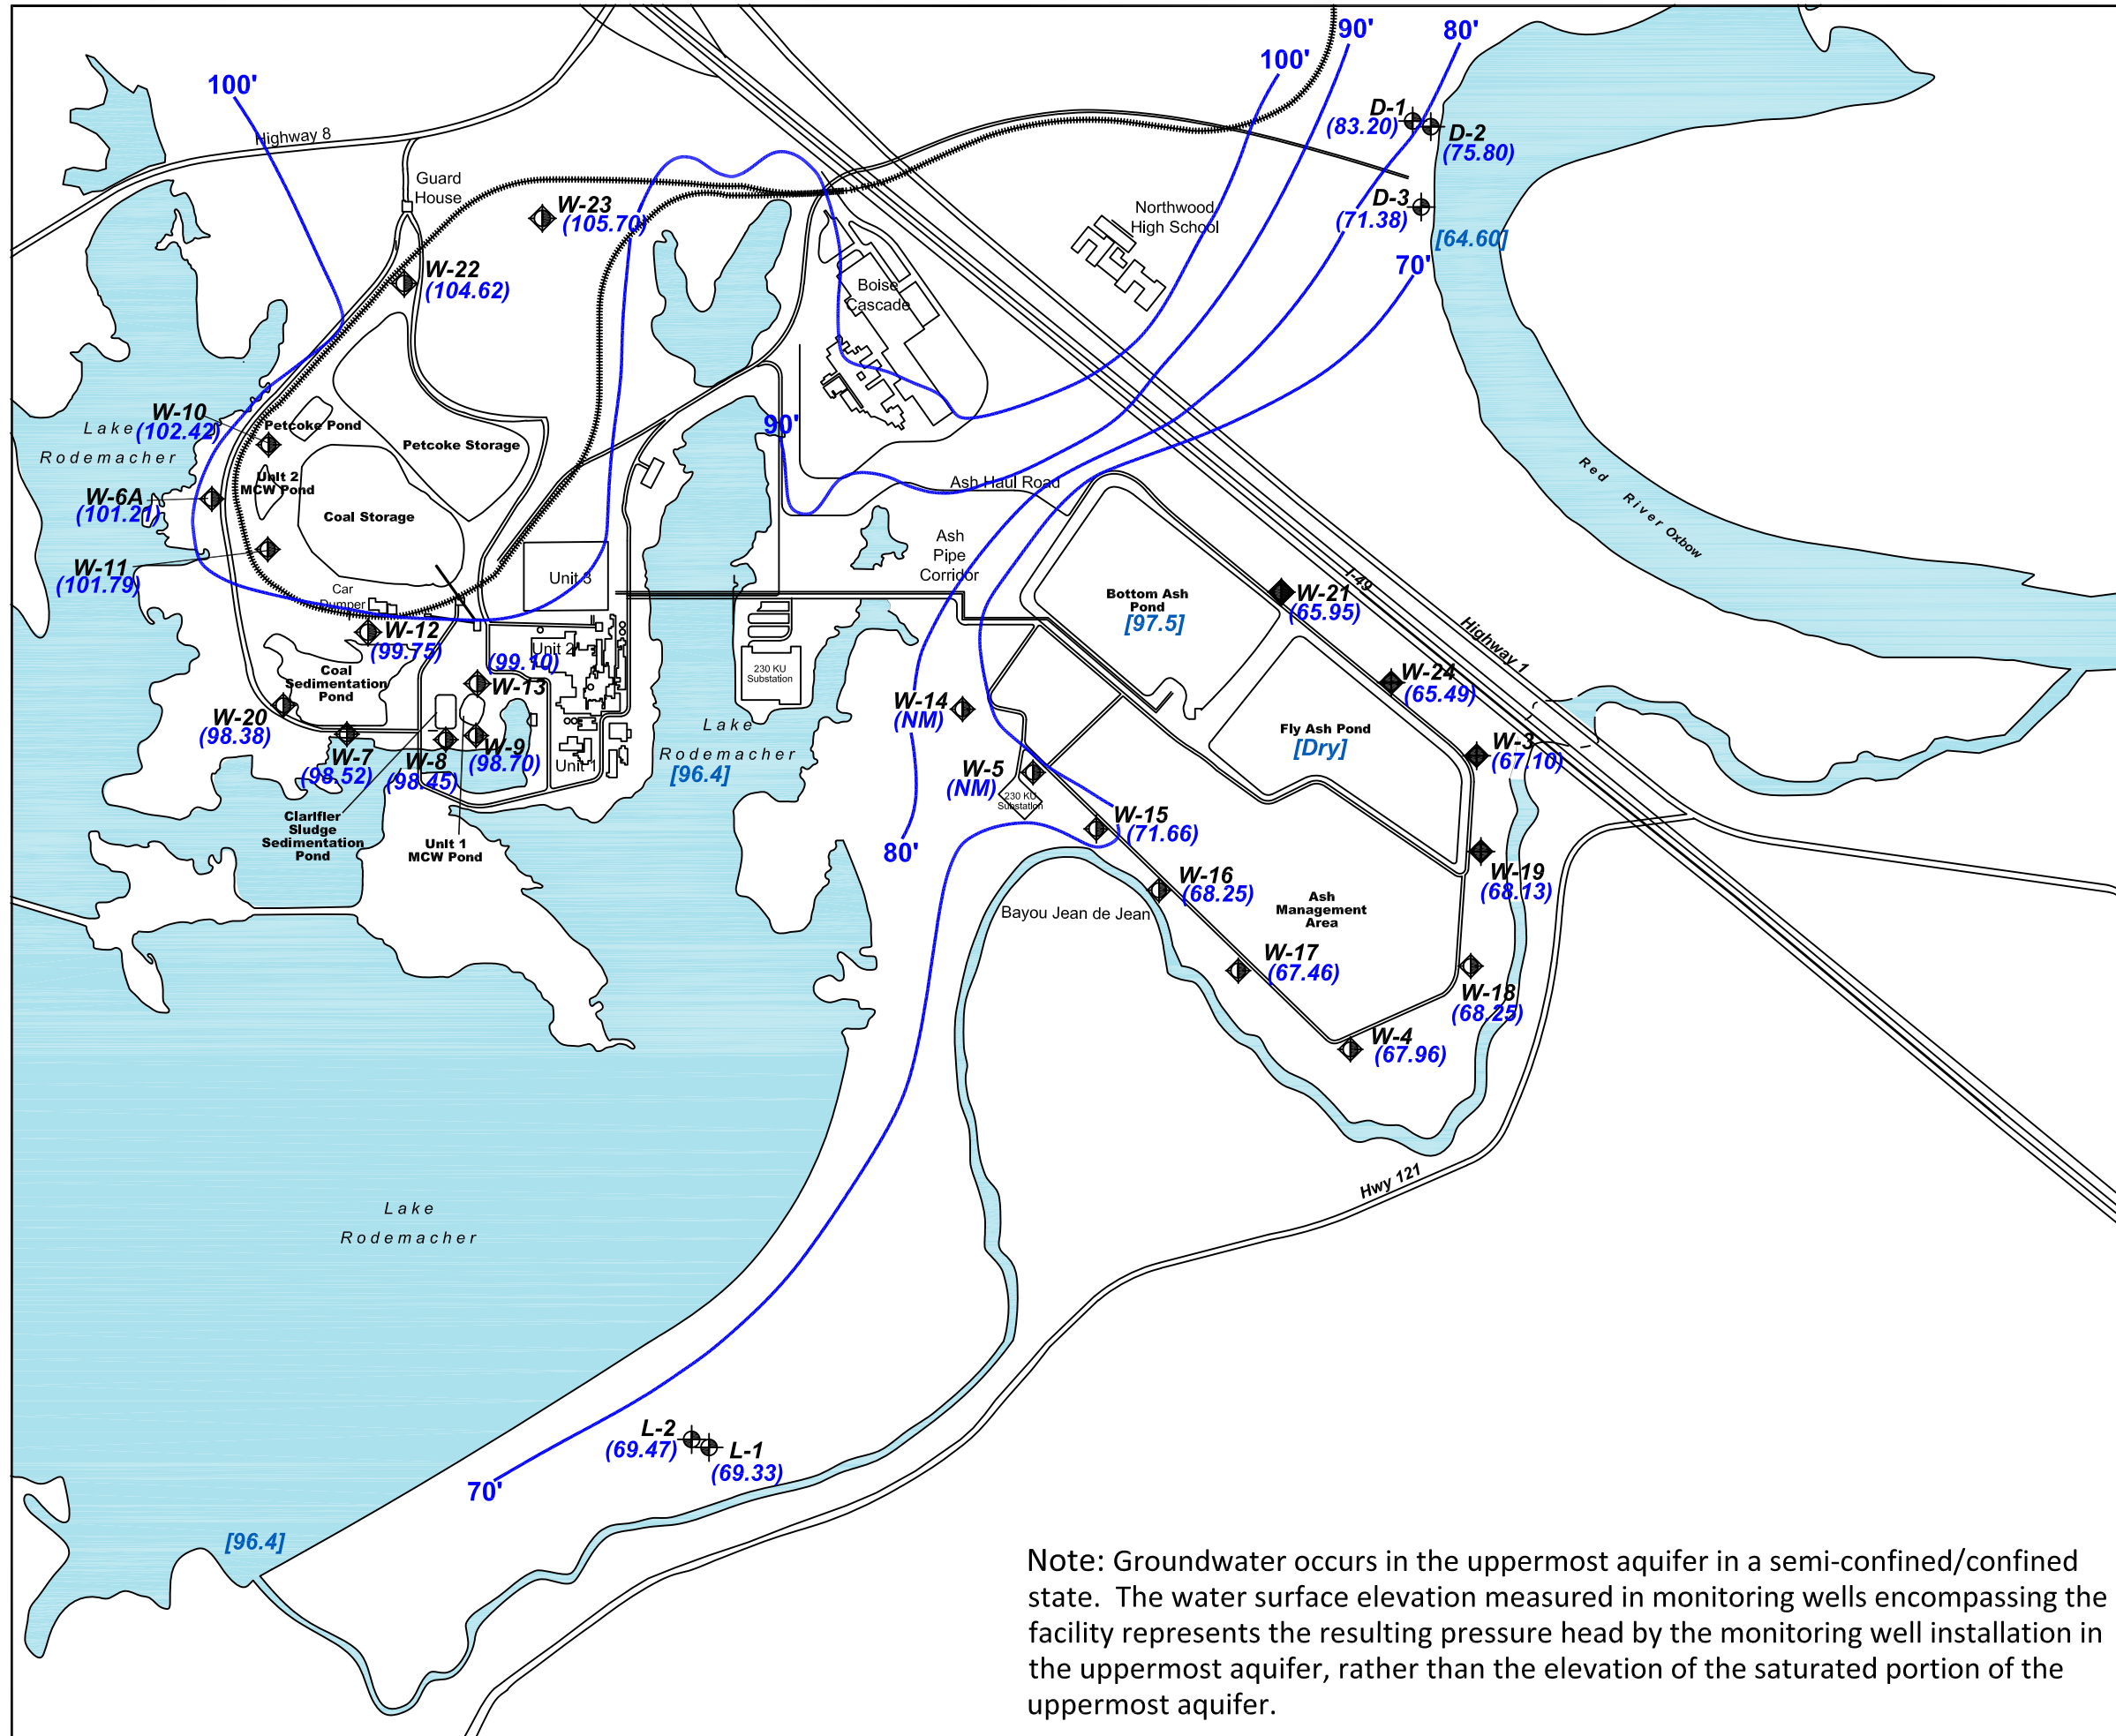 90'
80'
100'
100'
D-1
(83.20)
D-2
(75.80)
Highway 8
Guard
House
W-23
(105.70)
D-3
(71.38)
Northwood
High School
[64.60]
70'
W-22
(104.62)
Boise
Cascade
W-10
(102.42)
Lake
Rodemacher
Petcoke Pond
Petcoke Storage
90'
Unit 2
MCW Pond
Ash Haul Road
Red River Oxbow
W-6A
(101.21)
Coal Storage
W-11
(101.79)
Ash
Pipe
Corridor
Unit 3
Car
Dumper
Bottom Ash
Pond
[97.5]
W-21
(65.95)
I-49
Highway 1
W-12
(99.75)
(99.10)
W-13
Unit 2
Coal
Sedimentation
Pond
230 KU
Substation
W-24
(65.49)
W-14
(NM)
W-20
(98.38)
W-7
(98.52)
W-8
(98.45)
W-9
(98.70)
Unit 1
Lake
Rodemacher
[96.4]
Fly Ash Pond
[Dry]
W-3
(67.10)
W-5
(NM)
230 KU
Substation
W-15
(71.66)
Clarifier
Sludge
Sedimentation
Pond
Unit 1
MCW Pond
80'
W-16
(68.25)
W-19
(68.13)
Bayou Jean de Jean
Ash
Management
Area
W-17
(67.46)
W-18
(68.25)
W-4
(67.96)
Hwy 121
Lake
Rodemacher
L-2
(69.47)
L-1
(69.33)
70'
[96.4]
Note: Groundwater occurs in the uppermost aquifer in a semi-confined/confined
state. The water surface elevation measured in monitoring wells encompassing the
facility represents the resulting pressure head by the monitoring well installation in
the uppermost aquifer, rather than the elevation of the saturated portion of the
uppermost aquifer.